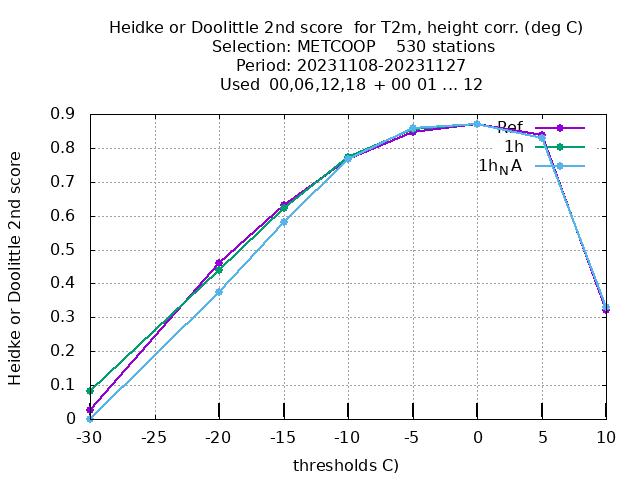 Heidke or Doolittle 2nd score  for T2m, height corr. (deg C)
Selection: METCOOP    530 stations
Period: 20231108-20231127
Used  00,06,12,18  + 00 01 ... 12
Heidke or Doolittle 2nd score
0.9
0.8
0.7
0.6
0.5
0.4
0.3
0.2
0.1
0
Ref
1h
1hNA
-30 -25 -20 -15 -10 -5 0 5 10
thresholds C)